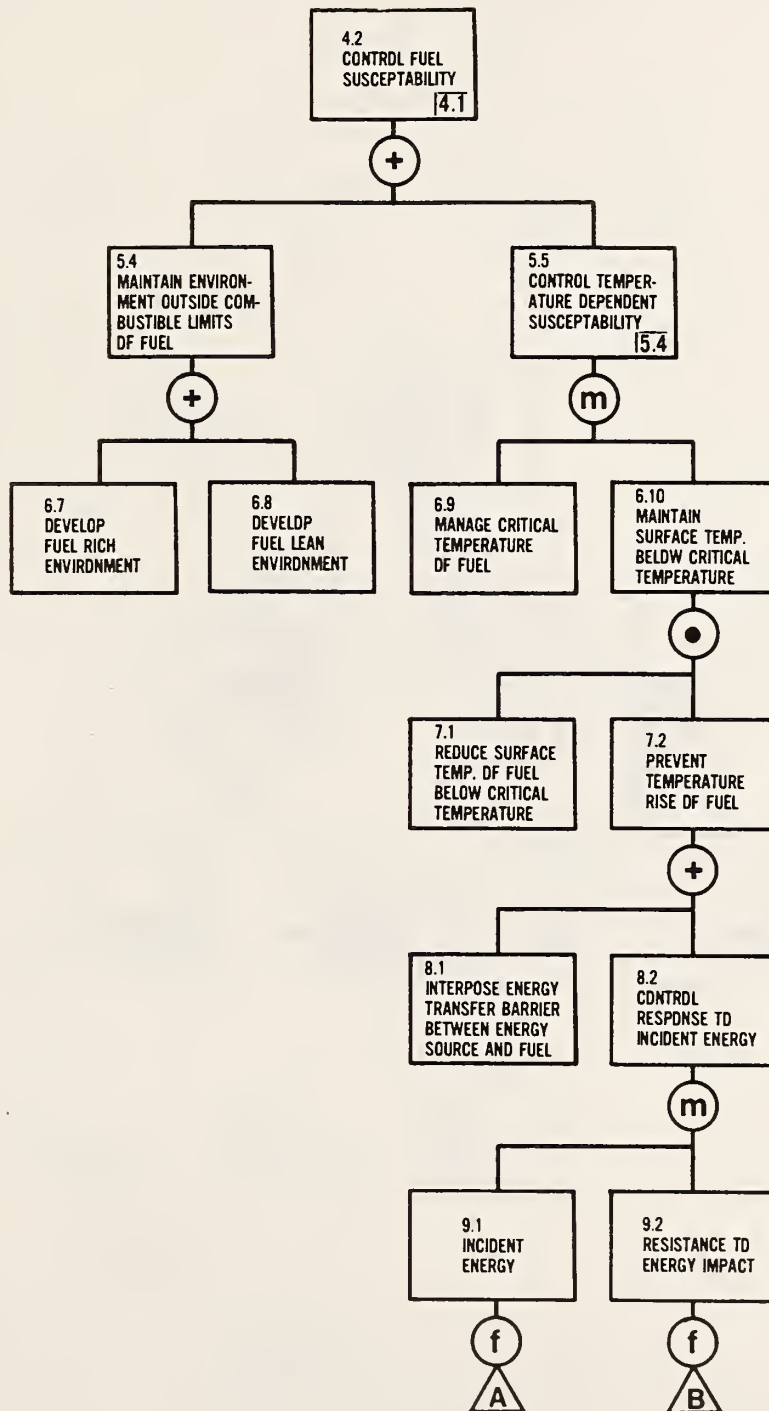 4.2
CONTRDL FUEL
SUSCEPTABILITY
4.1
+
5.4
MAINTAIN ENVIRON-
MENT OUTSIDE COM-
BUSTIBLE LIMITS
DF FUEL
5.5
CONTROL TEMPER-
ATURE DEPENDENT
SUSCEPTABILITY
5.4
+
m
6.7
DEVELOP
FUEL RICH
ENVIRDNMENT
6.8
DEVELDP
FUEL LEAN
ENVIRDNMENT
6.9
MANAGE CRITICAL
TEMPERATURE
DF FUEL
6.10
MAINTAIN
SURFACE TEMP.
BELDW CRITICAL
TEMPERATURE
7.1
REDUCE SURFACE
TEMP. DF FUEL
BELDW CRITICAL
TEMPERATURE
7.2
PREVENT
TEMPERATURE
RISE DF FUEL
+
8.1
INTERPOSE ENERGY
TRANSFER BARRIER
BETWEEN ENERGY
SOURCE AND FUEL
8.2
CDNTRDL
RESPDNSE TD
INCIDENT ENERGY
m
9.1
INCIDENT
ENERGY
9.2
RESISTANCE TD
ENERGY IMPACT
f
f
A
B